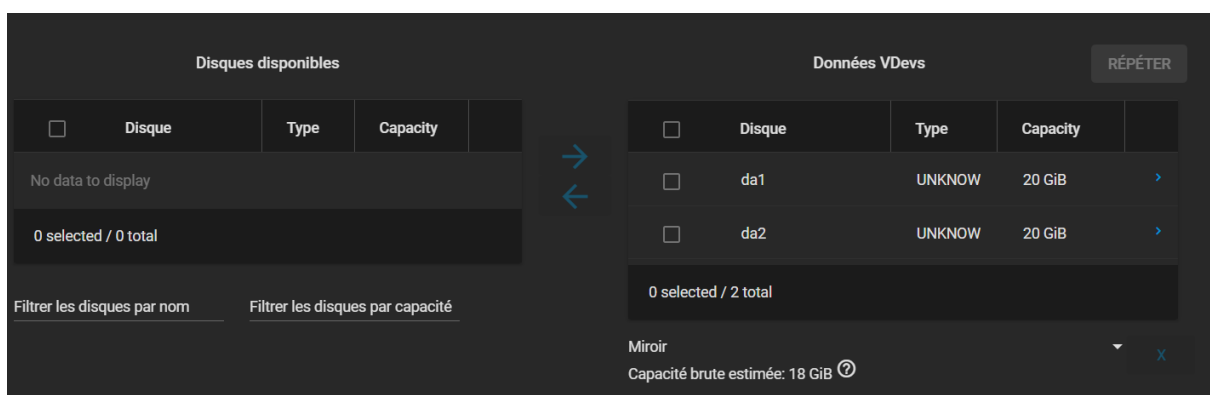 Disques disponibles
Disque Type Capacity
No data to display
0 selected / 0 total
Filtrer les disques par nom Filtrer les disques par capacité
Données VDevs RÉPÉTER
Disque Type Capacity
da1 UNKNOW 20 GiB
da2 UNKNOW 20 GiB
0 selected / 2 total
Miroir X
Capacité brute estimée: 18 GiB ?